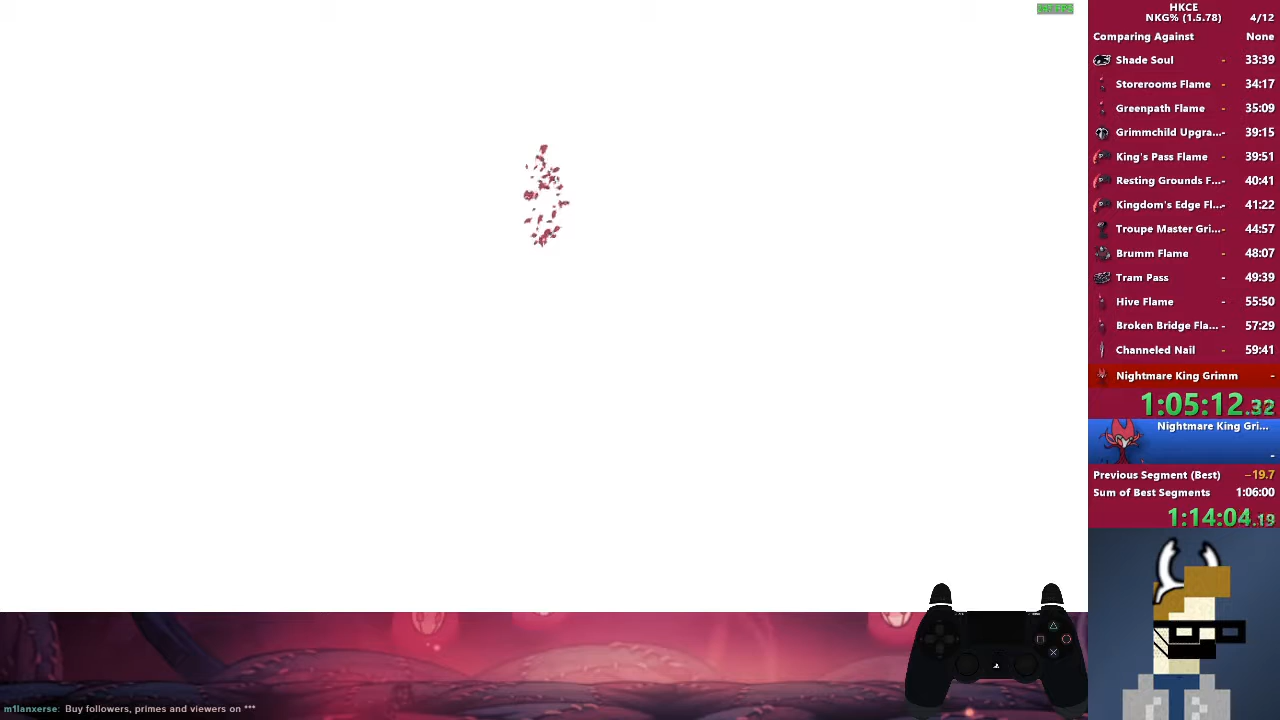 HKCE
NKG% (1.5.78) 4/12
Comparing Against None
Shade Soul - 33:39
Storerooms Flame - 34:17
Greenpath Flame - 35:09
Grimmchild Upgra...- 39:15
King's Pass Flame - 39:51
Resting Grounds F...- 40:41
Kingdom's Edge Fl...- 41:22
Troupe Master Gri...- 44:57
Brumm Flame - 48:07
Tram Pass - 49:39
Hive Flame - 55:50
Broken Bridge Fla... - 57:29
Channeled Nail - 59:41
Nightmare King Grimm -
1:05:12.32
Nightmare King Gri...
-
Previous Segment (Best) -19.7
Sum of Best Segments 1:06:00
1:14:04.19
m1lanxerse: Buy followers, primes and viewers on ***